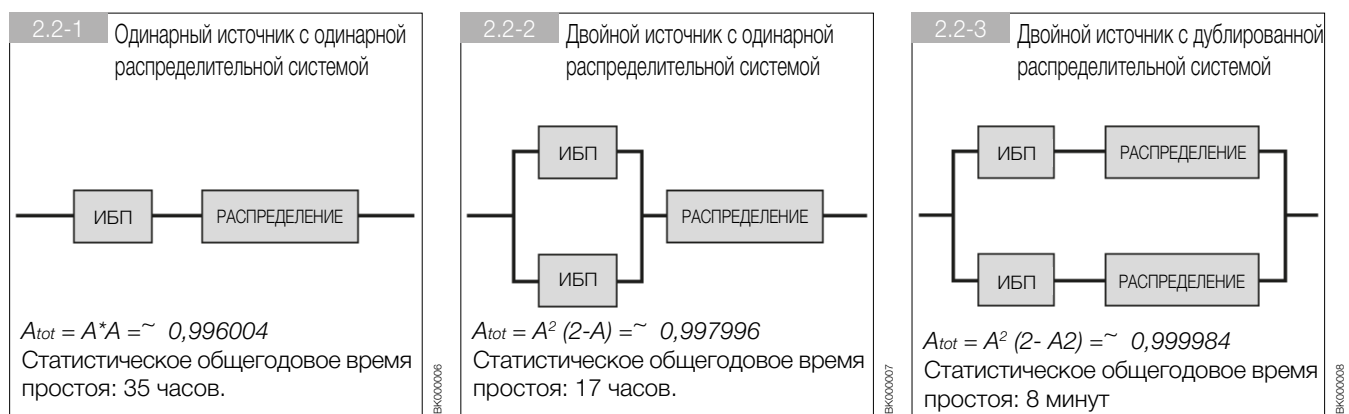 2.2-1
Одинарный источник с одинарной
распределительной системой
ИБП
РАСПРЕДЕЛЕНИЕ
Atot = A*A =~ 0,996004
Статистическое общегодовое время
простоя: 35 часов.
BK000006
2.2-2
Двойной источник с одинарной
распределительной системой
ИБП
РАСПРЕДЕЛЕНИЕ
ИБП
Atot = A² (2-A) =~ 0,997996
Статистическое общегодовое время
простоя: 17 часов.
BK000007
2.2-3
Двойной источник с дублированной
распределительной системой
ИБП РАСПРЕДЕЛЕНИЕ
ИБП РАСПРЕДЕЛЕНИЕ
Atot = A² (2- A2) =~ 0,999984
Статистическое общегодовое время
простоя: 8 минут
BK000008